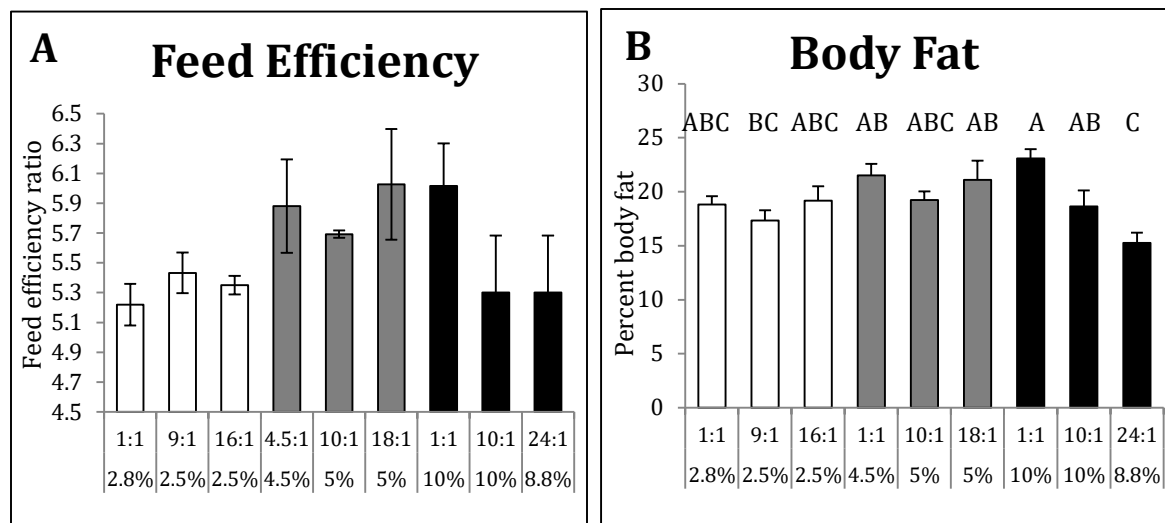 A Feed Efficiency
Feed efficiency ratio
6.5
6.3
6.1
5.9
5.7
5.5
5.3
5.1
4.9
4.7
4.5
1:1 9:1 16:1 4.5:1 10:1 18:1 1:1 10:1 24:1
2.8% 2.5% 2.5% 4.5% 5% 5% 10% 10% 8.8%
B Body Fat
Percent body fat
30
25
20
15
10
5
0
ABC BC ABC AB ABC AB A AB C
1:1 9:1 16:1 1:1 10:1 18:1 1:1 10:1 24:1
2.8% 2.5% 2.5% 4.5% 5% 5% 10% 10% 8.8%